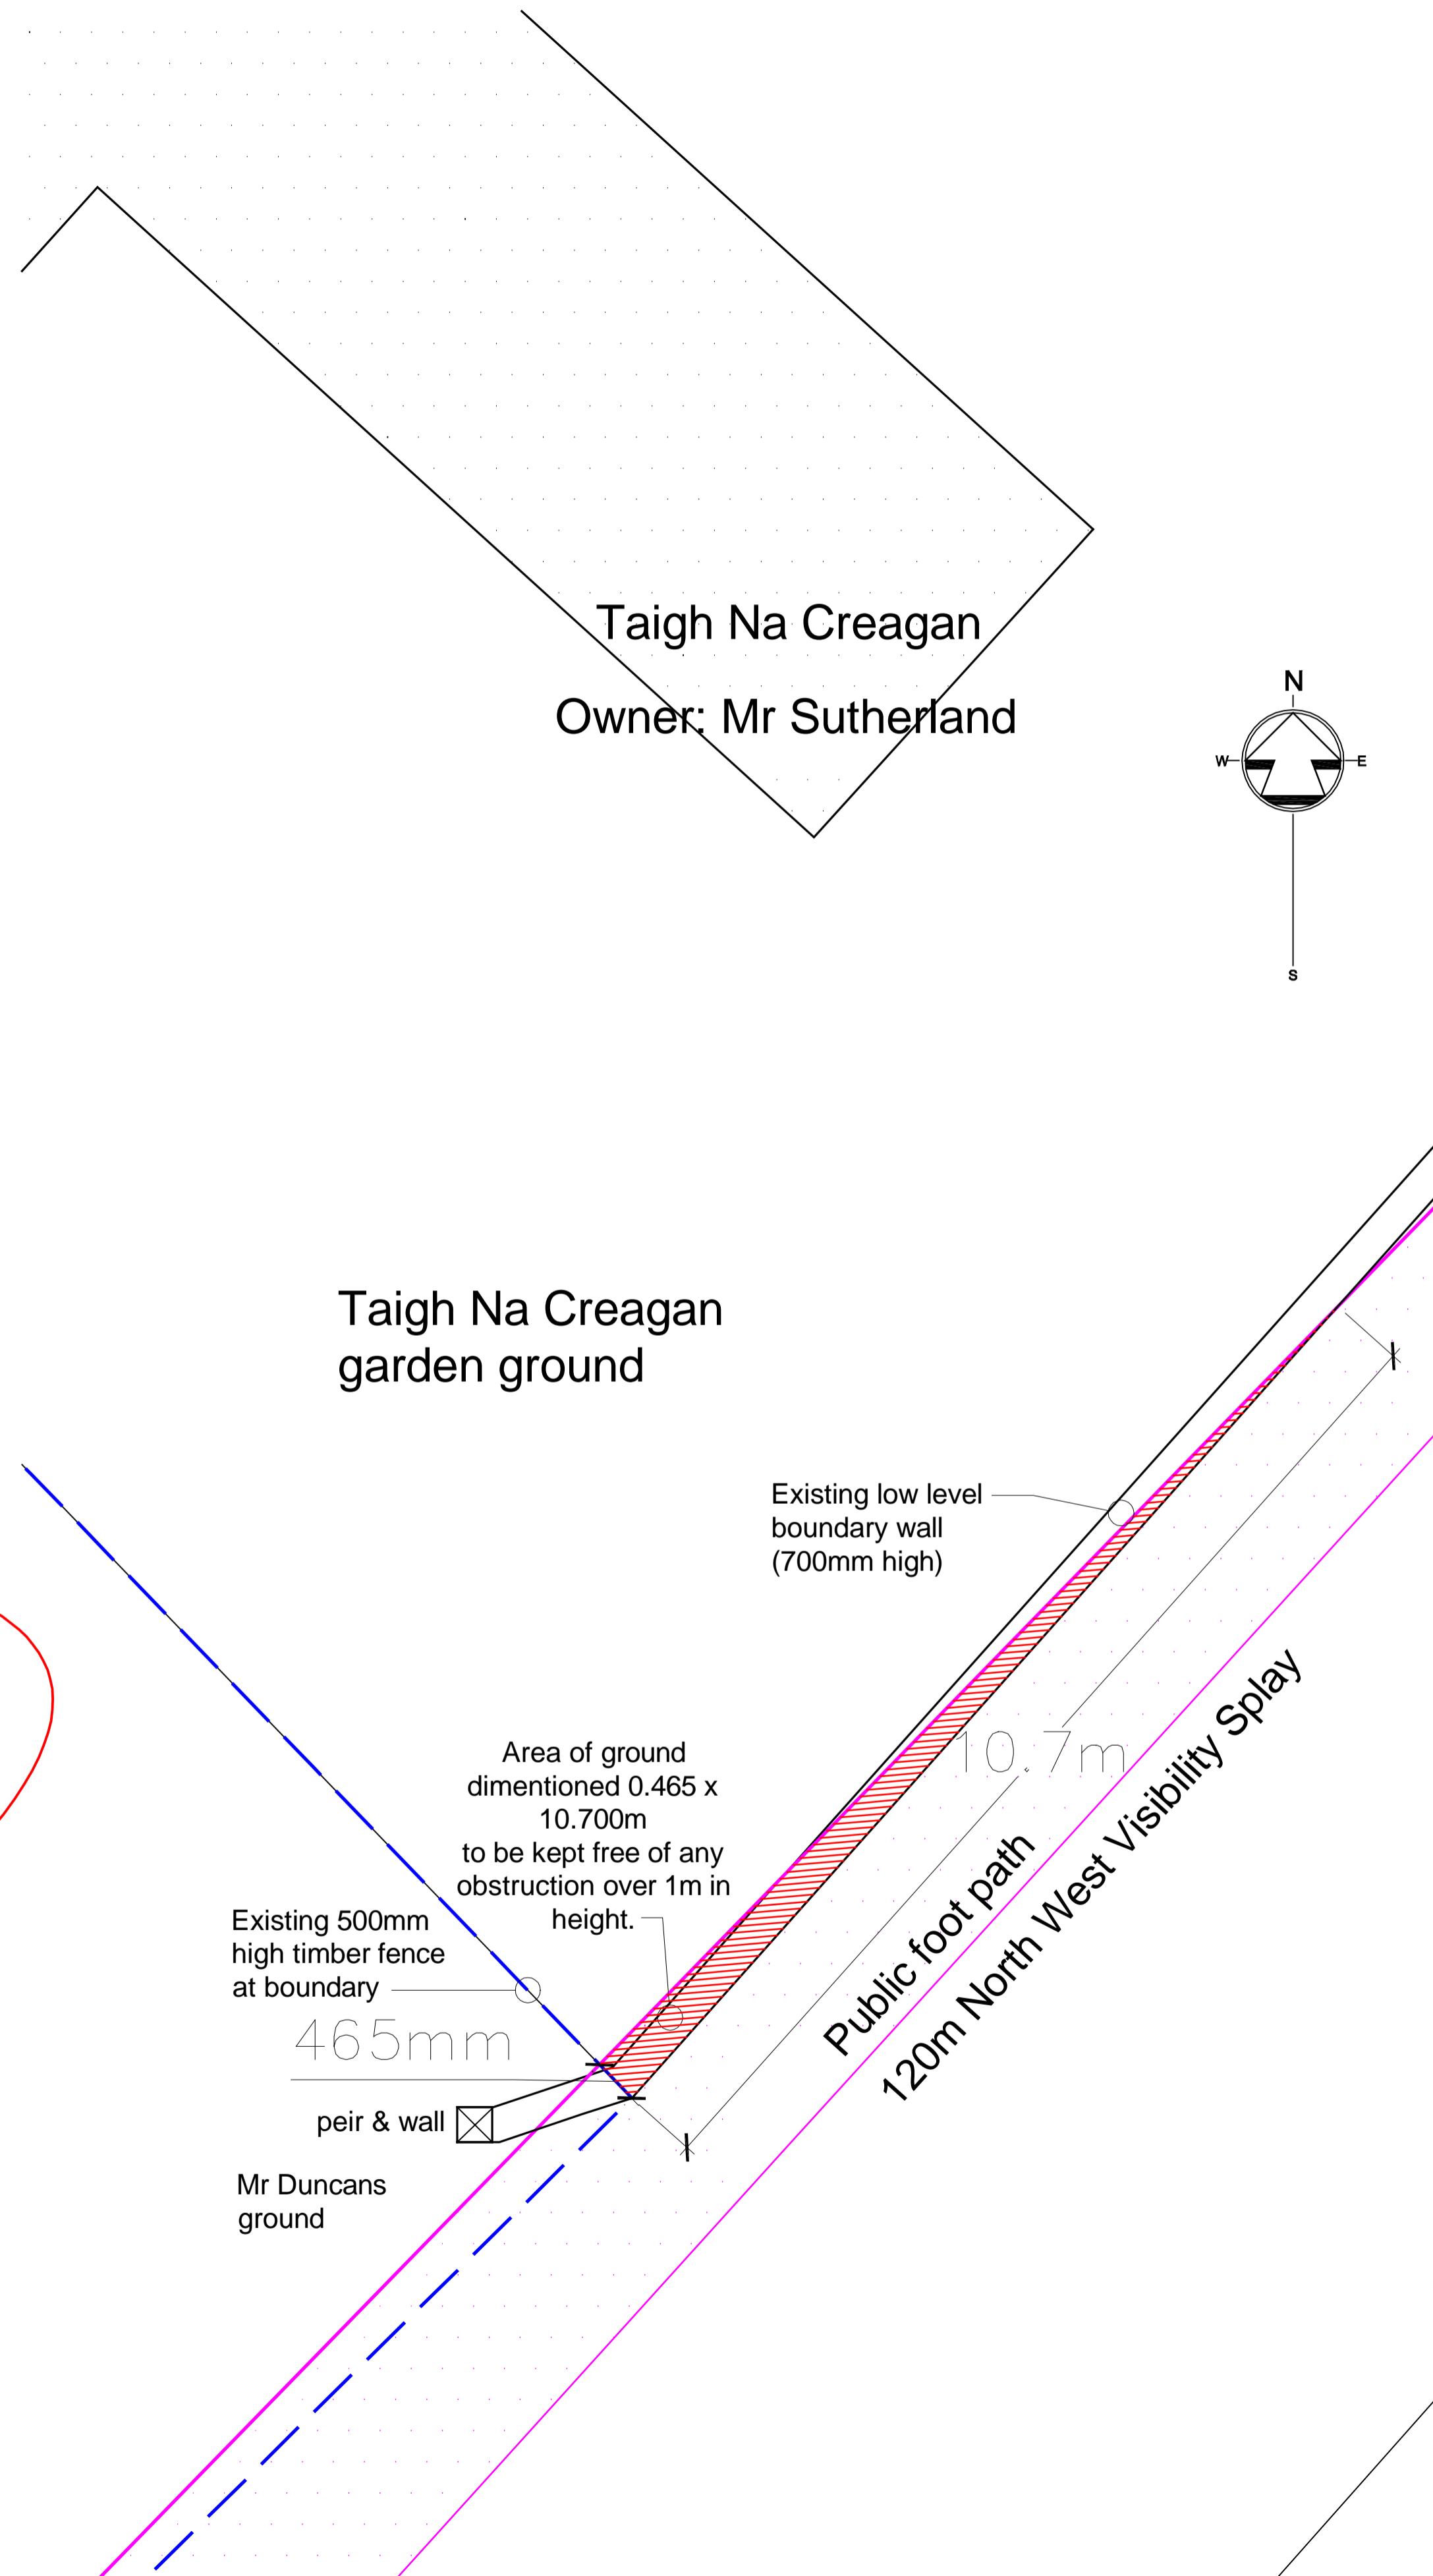 Taigh Na Creagan
Owner: Mr Sutherland
N
W
E
S
Taigh Na Creagan
garden ground
Existing low level
boundary wall
(700mm high)
10.7m
Public foot path
120m North West Visibility Splay
Area of ground
dimentioned 0.465 x
10.700m
to be kept free of any
obstruction over 1m in
height.
Existing 500mm
high timber fence
at boundary
465mm
peir & wall
Mr Duncans
ground